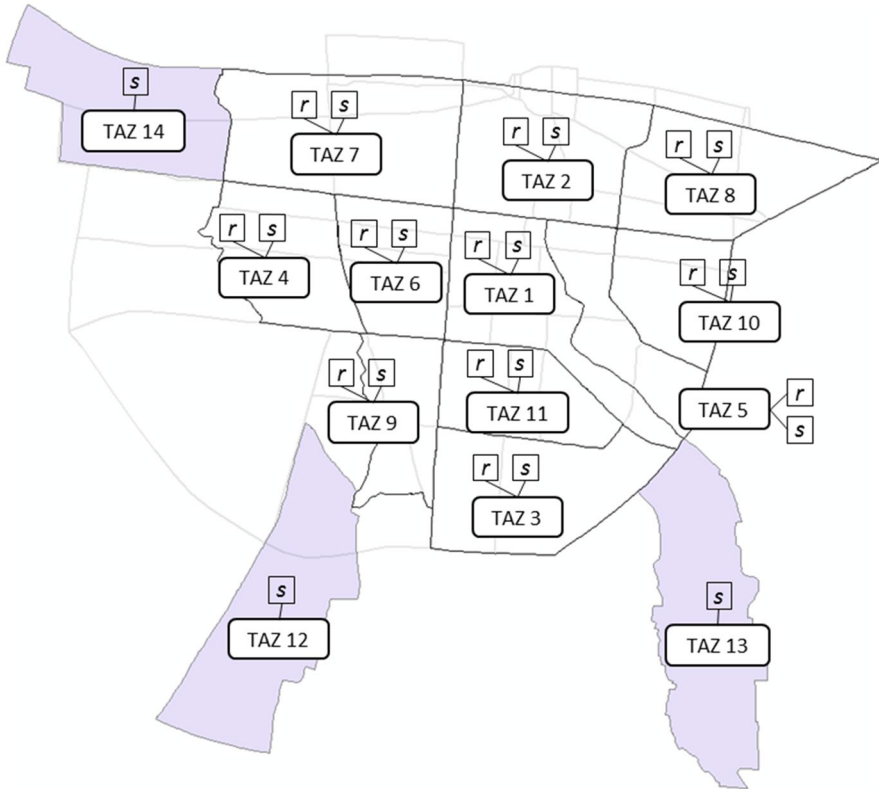 s
TAZ 14
r s
TAZ 7
r s
TAZ 2
r s
TAZ 8
r s
TAZ 4
r s
TAZ 6
r s
TAZ 1
r s
TAZ 10
r s
TAZ 9
r s
TAZ 11
TAZ 5
r
s
r s
TAZ 3
s
TAZ 12
s
TAZ 13